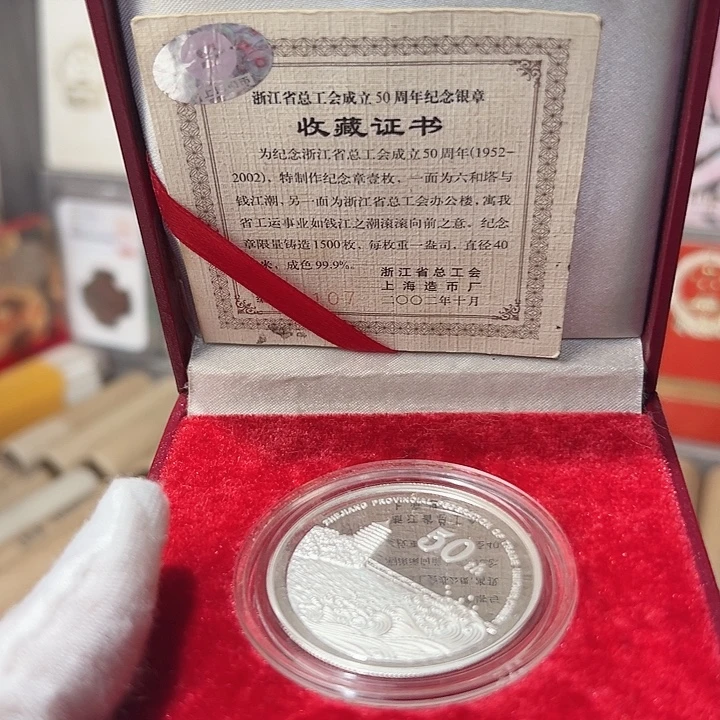 浙江省总工会成立50周年纪念银章
收藏证书
为纪念浙江省总工会成立50周年(1952-
2002),特制作纪念章壹枚,一面为六和塔与
钱江潮,另一面为浙江省总工会办公楼,寓我
省工运事业如钱江之潮滚滚向前之意。纪念
章限量铸造1500枚,每枚重一盎司,直径40
米,成色99.9%。
浙江省总工会
上海造币厂
107
二〇〇二年十月
ZHEJIANG PROVINCIAL FEDERATION OF TRADE
50